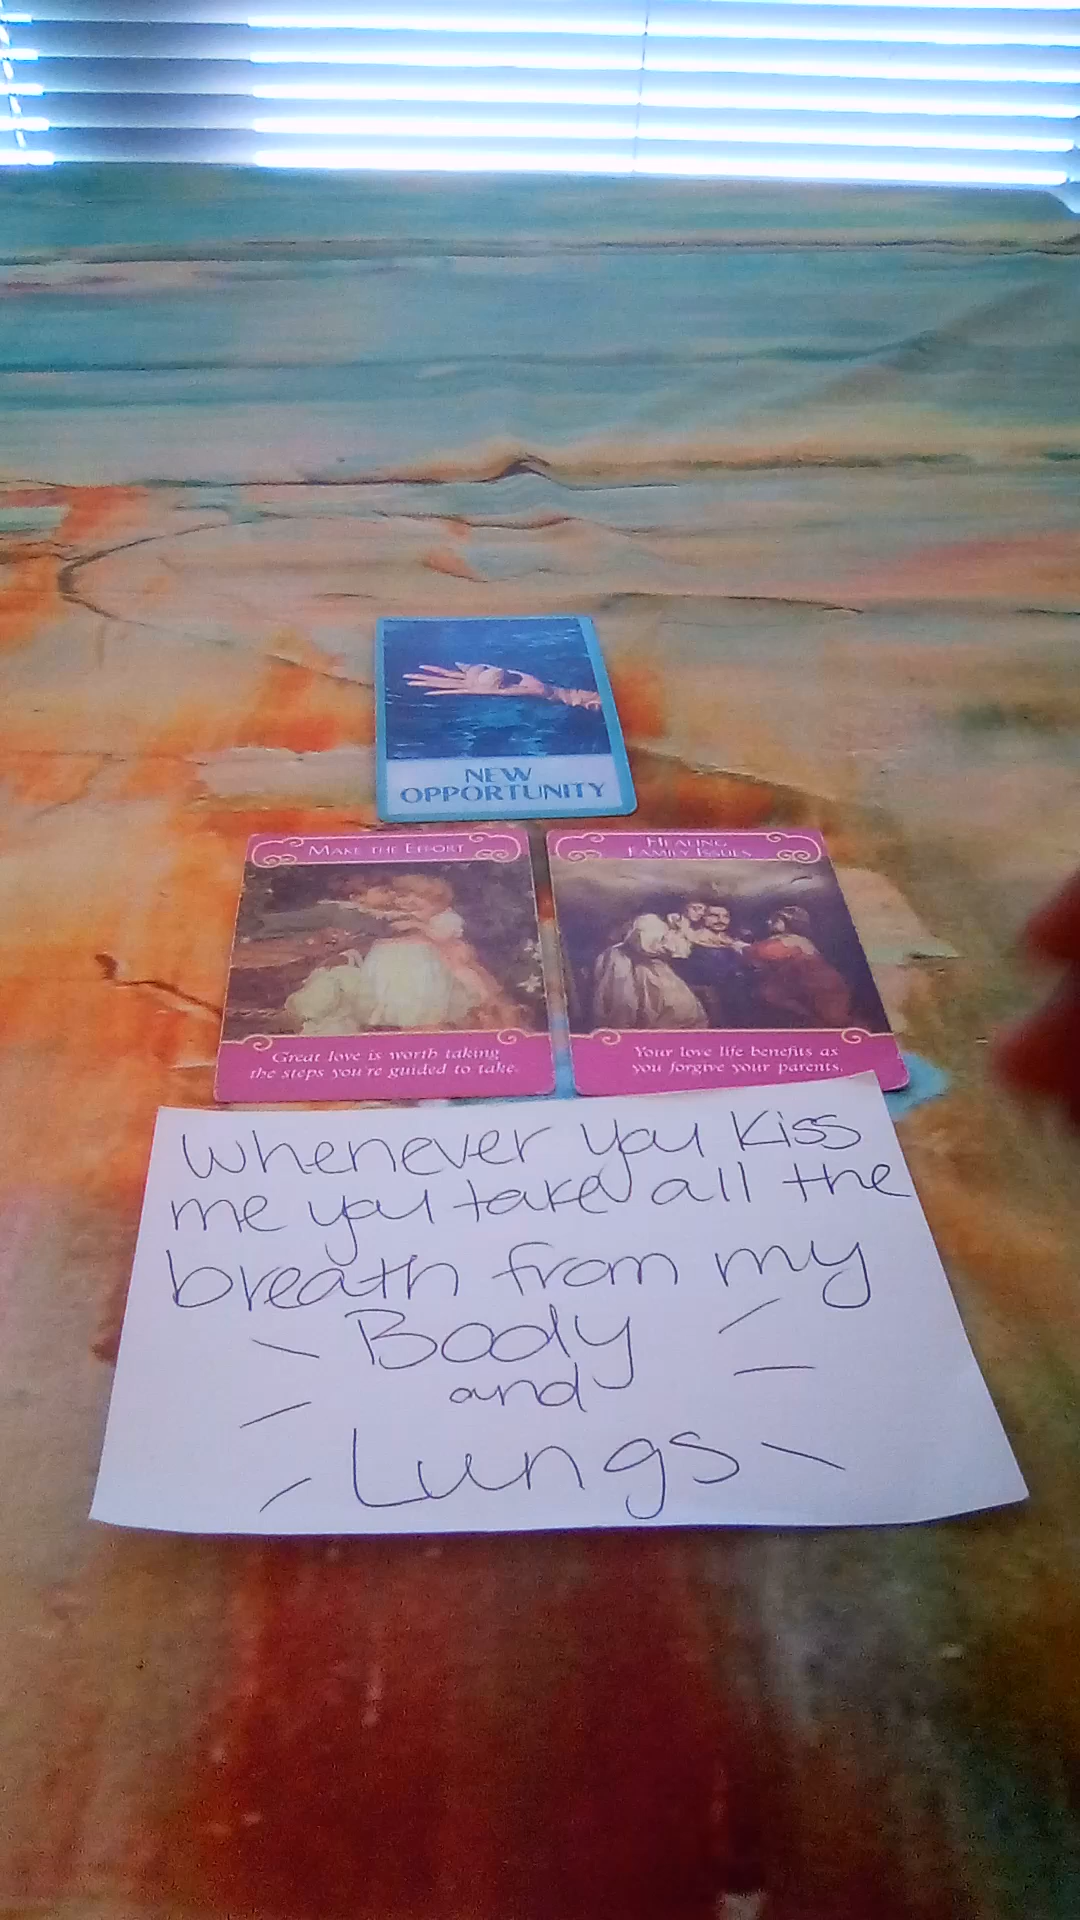 NEW
OPPORTUNITY
MAKE THE EFFORT
Great love is worth taking
the steps you're guided to take.
HEALING
FAMILY ISSUES
Your love life benefits as
you forgive your parents.
Whenever you Kiss
me you take all the
breath from my
Body
and
Lungs